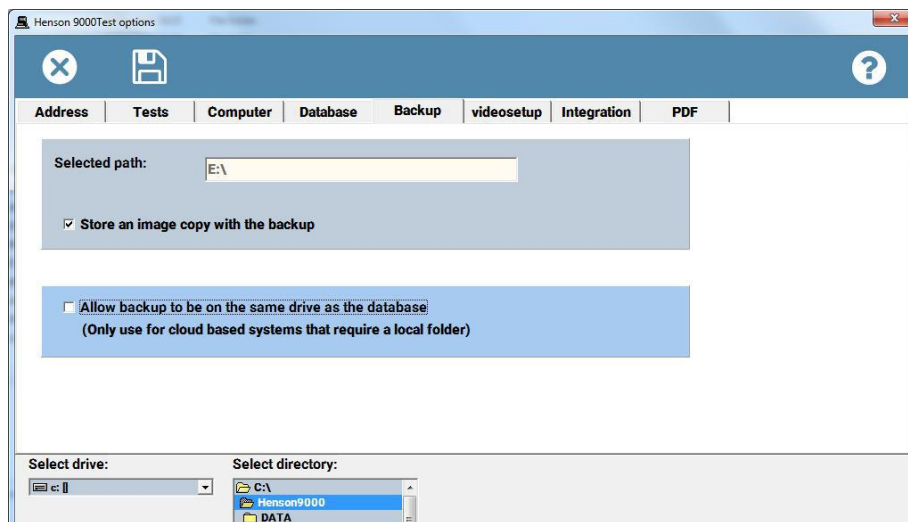 Henson 9000Test options
Address Tests Computer Database Backup videosetup Integration PDF
Selected path:
E:\
Store an image copy with the backup
Allow backup to be on the same drive as the database
(Only use for cloud based systems that require a local folder)
Select drive: Select directory:
c: [] C:\
Henson9000
DATA